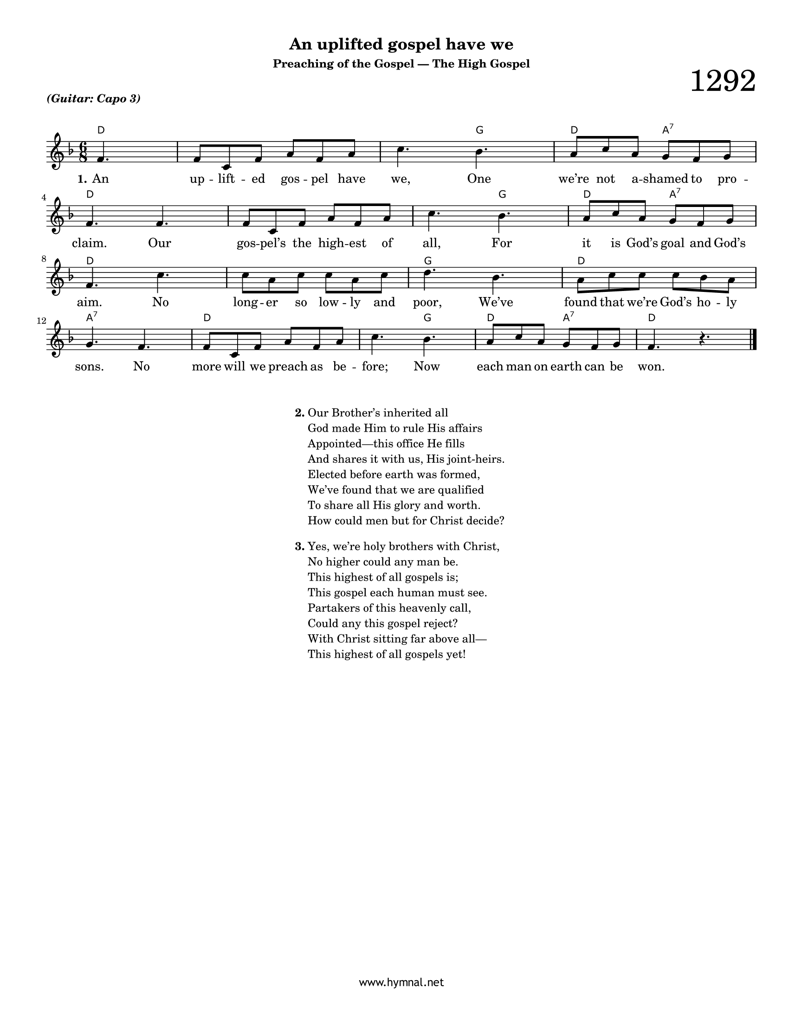 An uplifted gospel have we
Preaching of the Gospel — The High Gospel
1292
(Guitar: Capo 3)
D G D A7
1. An up - lift - ed gos - pel have we, One we're not a-shamed to pro -
4 D G D A7
claim. Our gos-pel's the high-est of all, For it is God's goal and God's
8 D G D
aim. No long - er so low - ly and poor, We've found that we're God's ho - ly
12 A7 D G D A7 D
sons. No more will we preach as be - fore; Now each man on earth can be won.
2. Our Brother's inherited all
God made Him to rule His affairs
Appointed—this office He fills
And shares it with us, His joint-heirs.
Elected before earth was formed,
We've found that we are qualified
To share all His glory and worth.
How could men but for Christ decide?
3. Yes, we're holy brothers with Christ,
No higher could any man be.
This highest of all gospels is;
This gospel each human must see.
Partakers of this heavenly call,
Could any this gospel reject?
With Christ sitting far above all—
This highest of all gospels yet!
www.hymnal.net